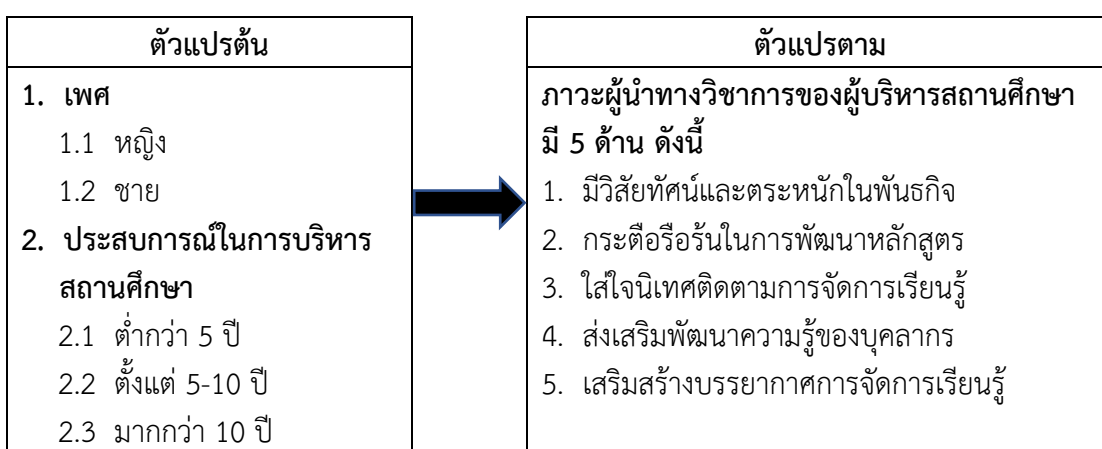 ตัวแปรต้น
1. เพศ
1.1 หญิง
1.2 ชาย
2. ประสบการณ์ในการบริหาร
สถานศึกษา
2.1 ต่ำกว่า 5 ปี
2.2 ตั้งแต่ 5-10 ปี
2.3 มากกว่า 10 ปี
ตัวแปรตาม
ภาวะผู้นำทางวิชาการของผู้บริหารสถานศึกษา
มี 5 ด้าน ดังนี้
1. มีวิสัยทัศน์และตระหนักในพันธกิจ
2. กระตือรือร้นในการพัฒนาหลักสูตร
3. ใส่ใจนิเทศติดตามการจัดการเรียนรู้
4. ส่งเสริมพัฒนาความรู้ของบุคลากร
5. เสริมสร้างบรรยากาศการจัดการเรียนรู้